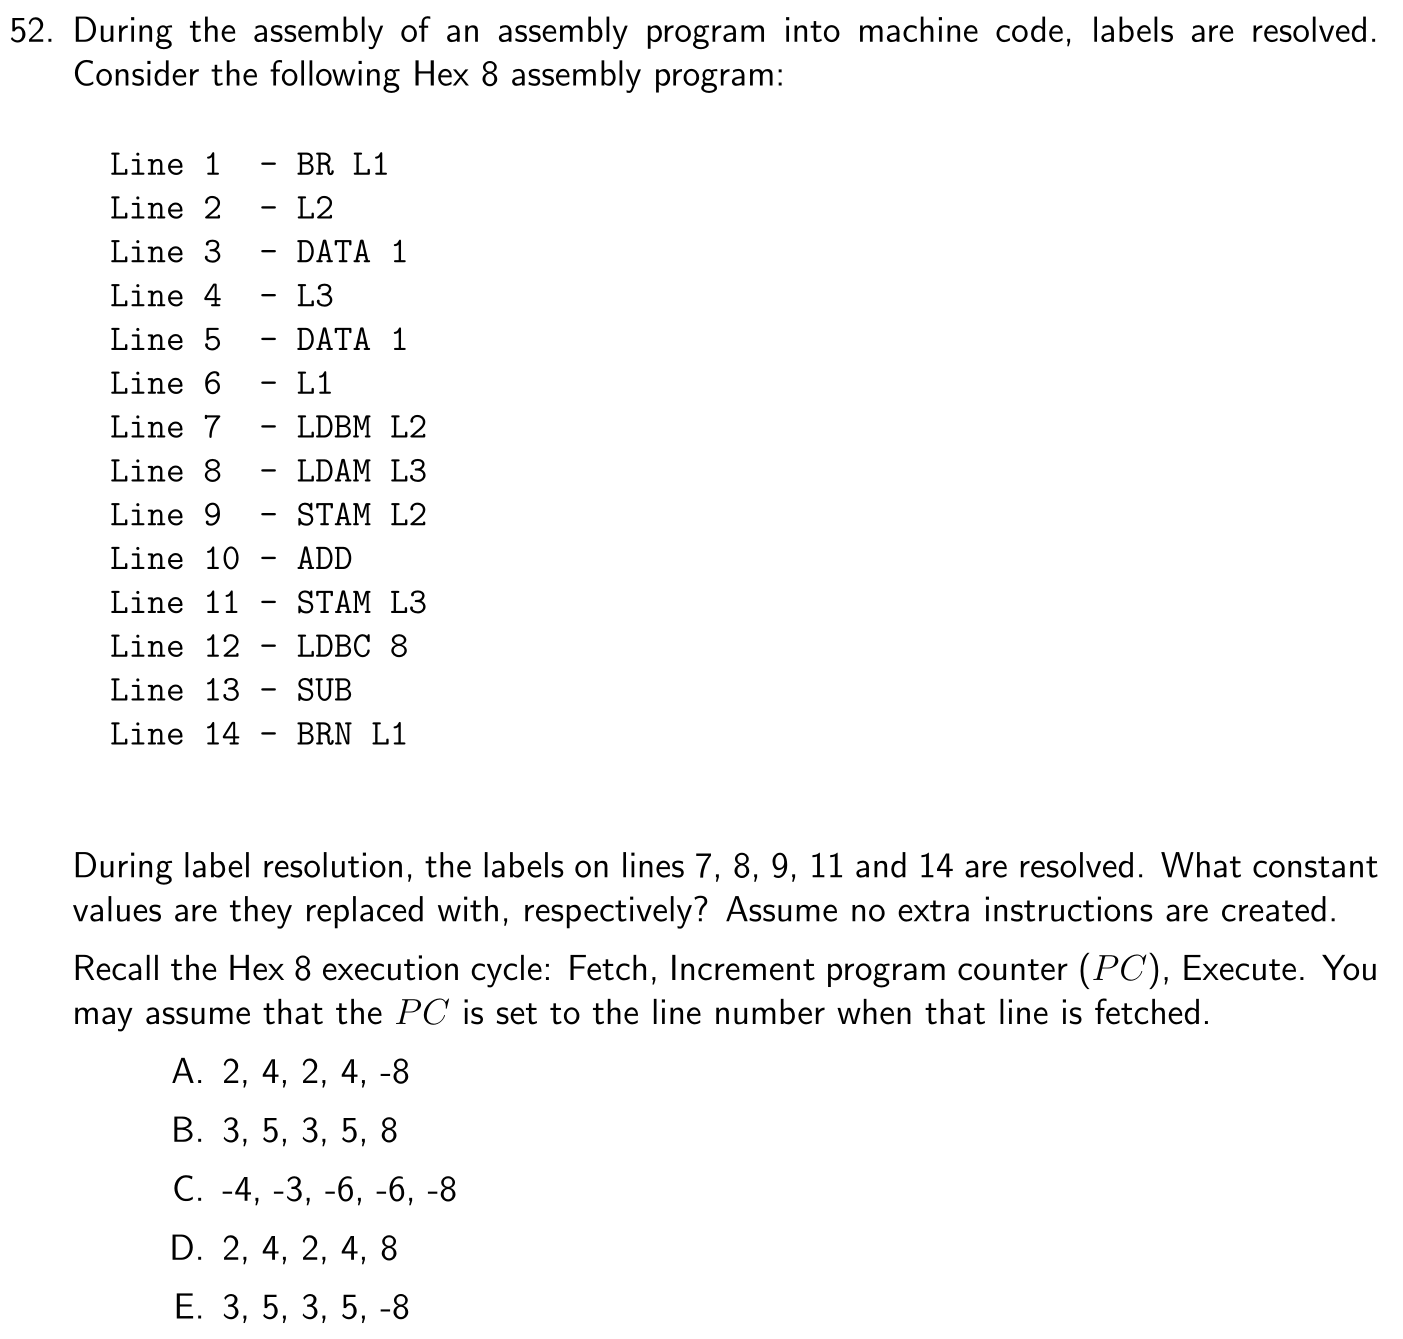 52. During the assembly of an assembly program into machine code, labels are resolved.
Consider the following Hex 8 assembly program:
Line 1 - BR L1
Line 2 - L2
Line 3 - DATA 1
Line 4 - L3
Line 5 - DATA 1
Line 6 - L1
Line 7 - LDBM L2
Line 8 - LDAM L3
Line 9 - STAM L2
Line 10 - ADD
Line 11 - STAM L3
Line 12 - LDBC 8
Line 13 - SUB
Line 14 - BRN L1
During label resolution, the labels on lines 7, 8, 9, 11 and 14 are resolved. What constant
values are they replaced with, respectively? Assume no extra instructions are created.
Recall the Hex 8 execution cycle: Fetch, Increment program counter (PC), Execute. You
may assume that the PC is set to the line number when that line is fetched.
A. 2, 4, 2, 4, -8
B. 3, 5, 3, 5, 8
C. -4, -3, -6, -6, -8
D. 2, 4, 2, 4, 8
E. 3, 5, 3, 5, -8